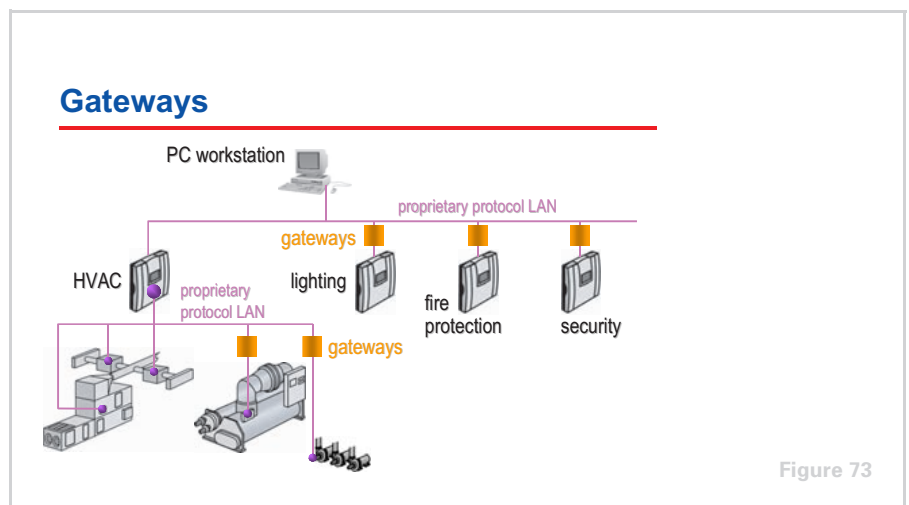 Gateways
PC workstation
proprietary protocol LAN
gateways
HVAC
lighting
proprietary
protocol LAN
fire
protection
security
gateways
Figure 73